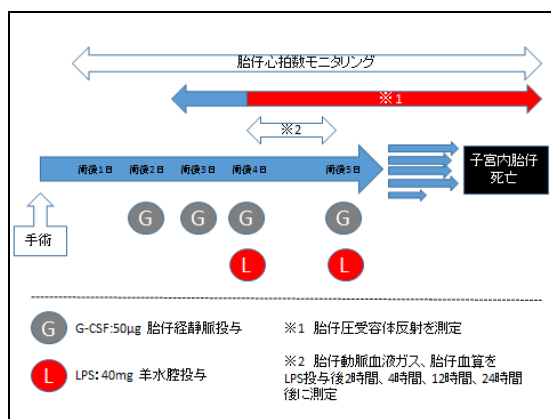 胎仔心拍数モニタリング
※1
※2
術後1日 術後2日 術後3日 術後4日 術後5日
子宮内胎仔
死亡
G G G G
手術
L L
G G-CSF:50μg 胎仔経静脈投与
※1 胎仔圧受容体反射を測定
L LPS:40mg 羊水腔投与
※2 胎仔動脈血液ガス、胎仔血算を
LPS投与後2時間、4時間、12時間、24時間
後に測定